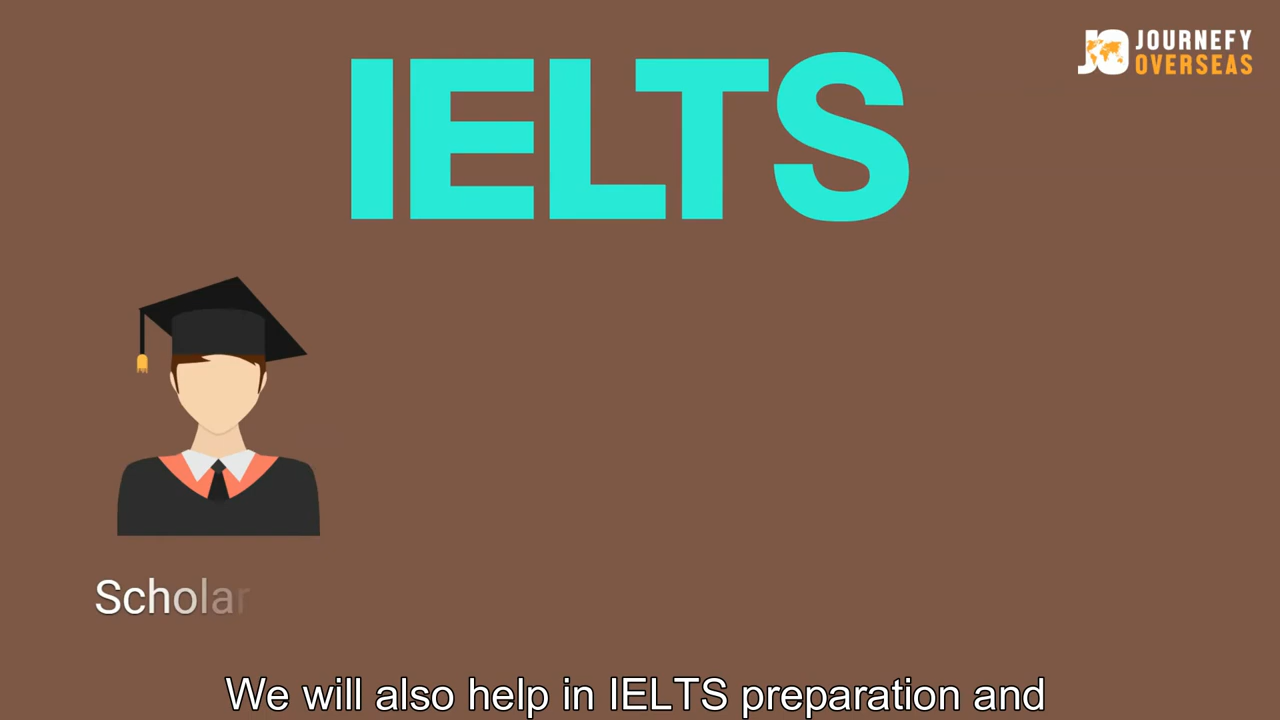 IELTS
JOURNEFY
OVERSEAS
Scholar
We will also help in IELTS preparation and